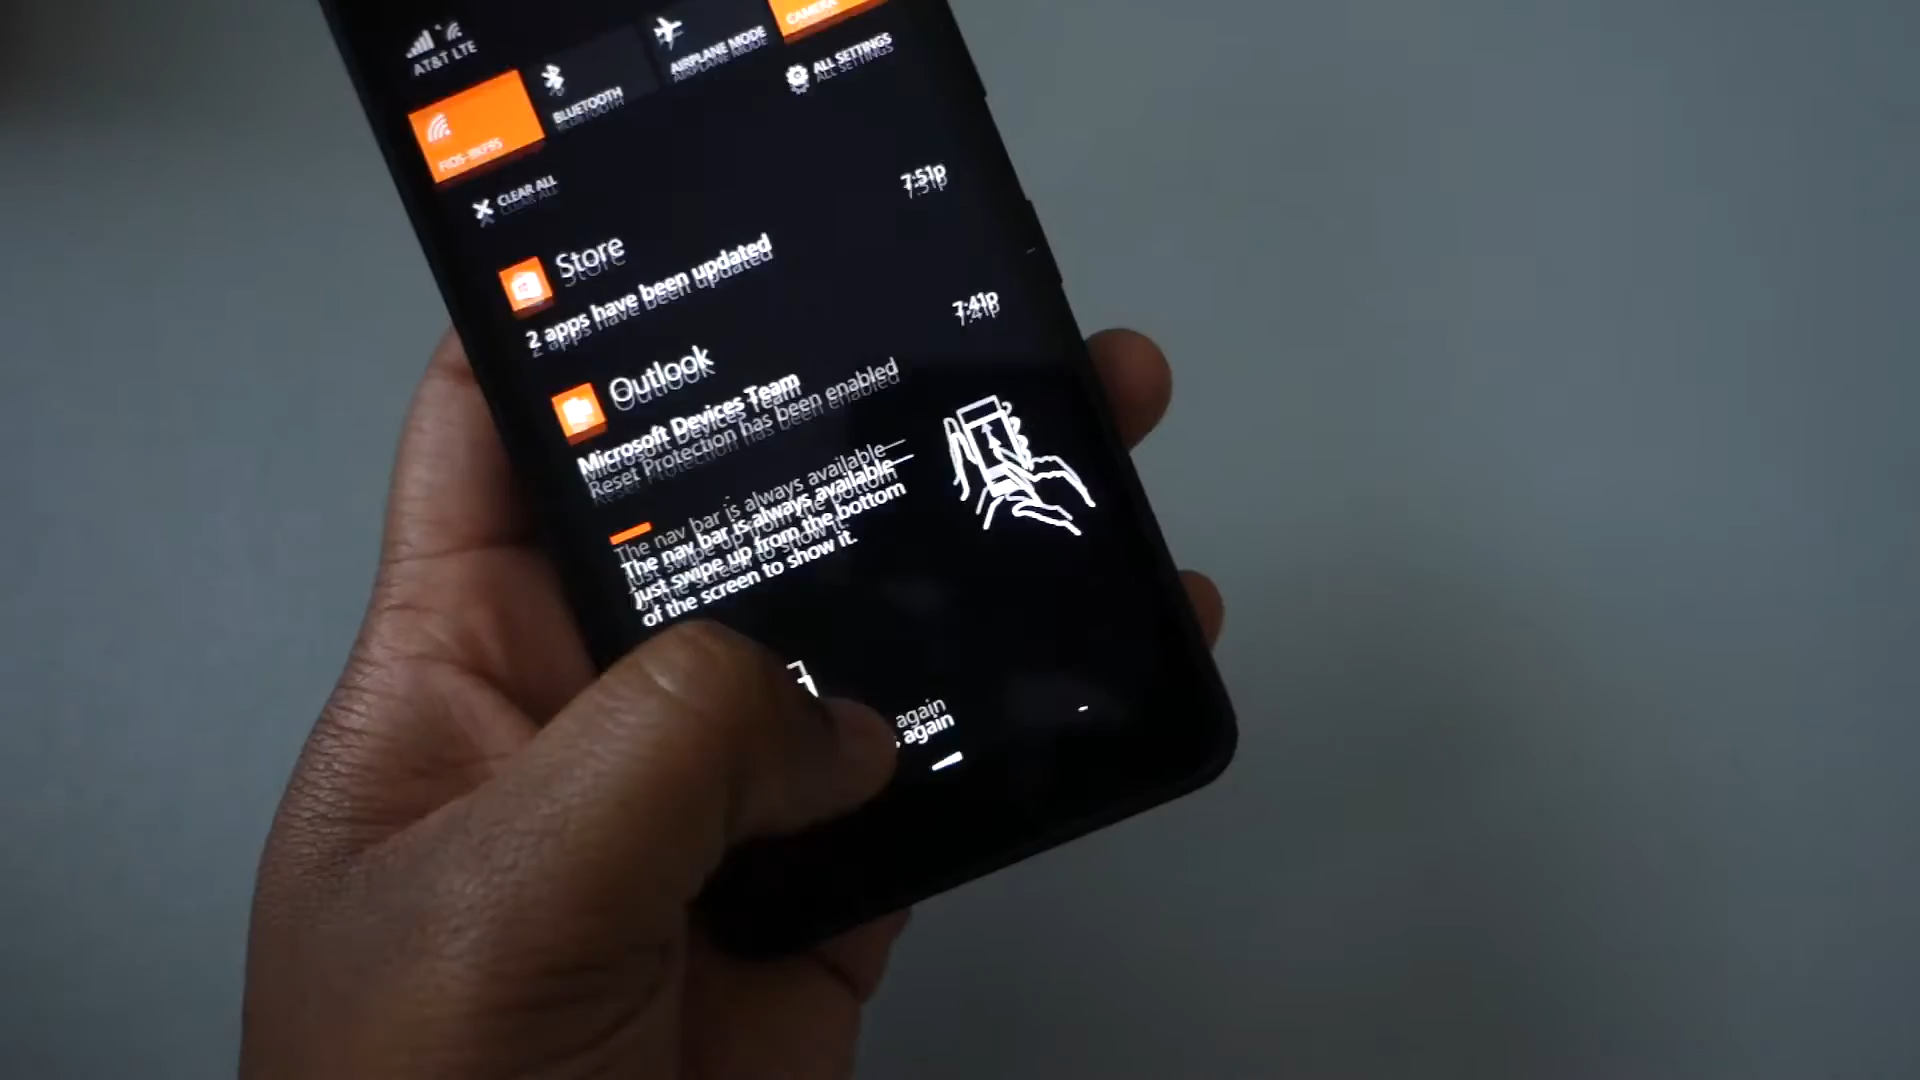 AT&T LTE
BLUETOOTH
AIRPLANE MODE
CAMERA
ALL SETTINGS
CLEAR ALL
Store
7:51p
2 apps have been updated
Outlook
7:41p
Microsoft Devices Team
Reset Protection has been enabled
The nav bar is always available—
just swipe up from the bottom
of the screen to show it.
again